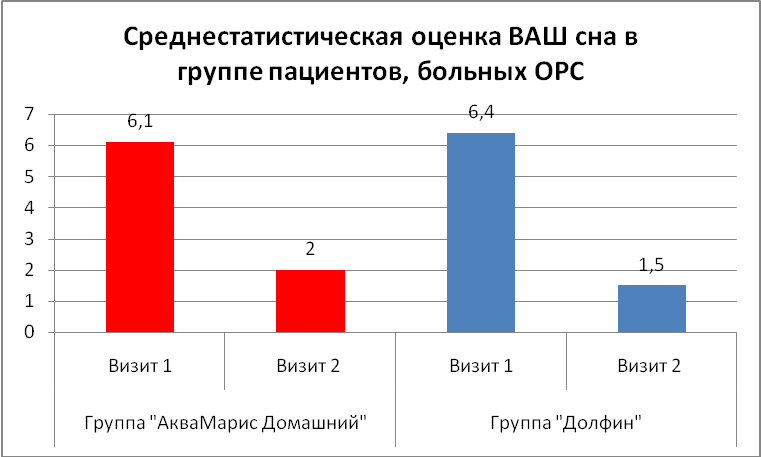 Среднестатистическая оценка ВАШ сна в
группе пациентов, больных ОРС
7
6
5
4
3
2
1
0
6,1
2
6,4
1,5
Визит 1
Визит 2
Визит 1
Визит 2
Группа "АкваМарис Домашний"
Группа "Долфин"